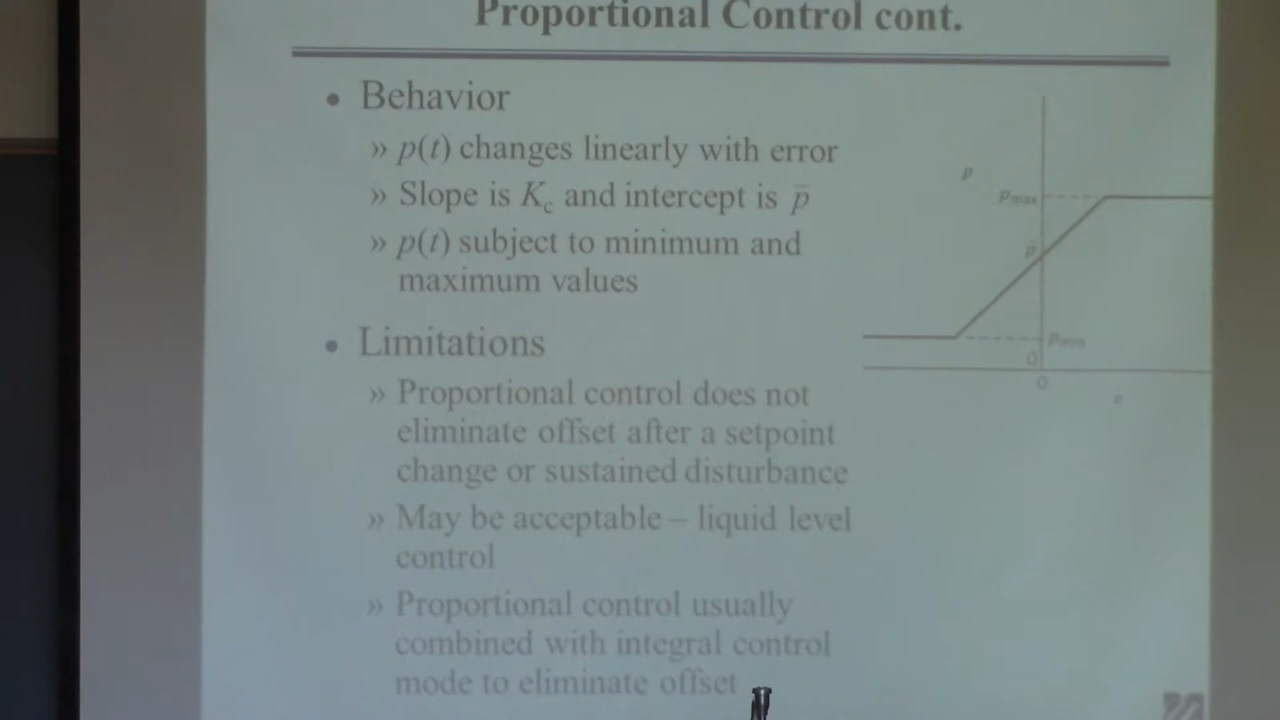 Proportional Control cont.
• Behavior
» p(t) changes linearly with error
» Slope is Kc and intercept is p̅
» p(t) subject to minimum and
maximum values
• Limitations
» Proportional control does not
eliminate offset after a setpoint
change or sustained disturbance
» May be acceptable – liquid level
control
» Proportional control usually
combined with integral control
mode to eliminate offset
p
pmax
p̅
pmin
0
0
e